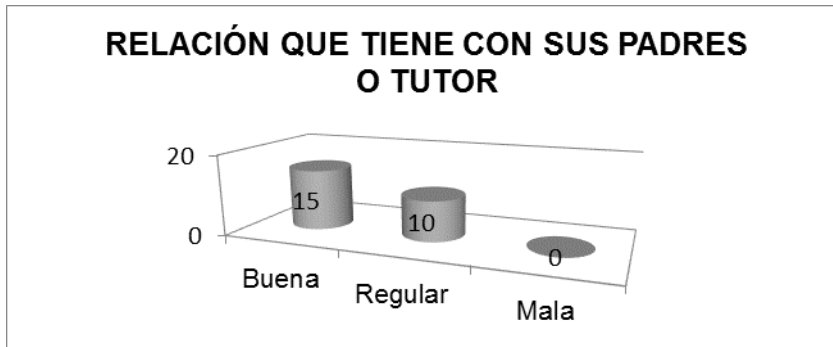 RELACIÓN QUE TIENE CON SUS PADRES
O TUTOR
20
0
15
10
0
Buena
Regular
Mala